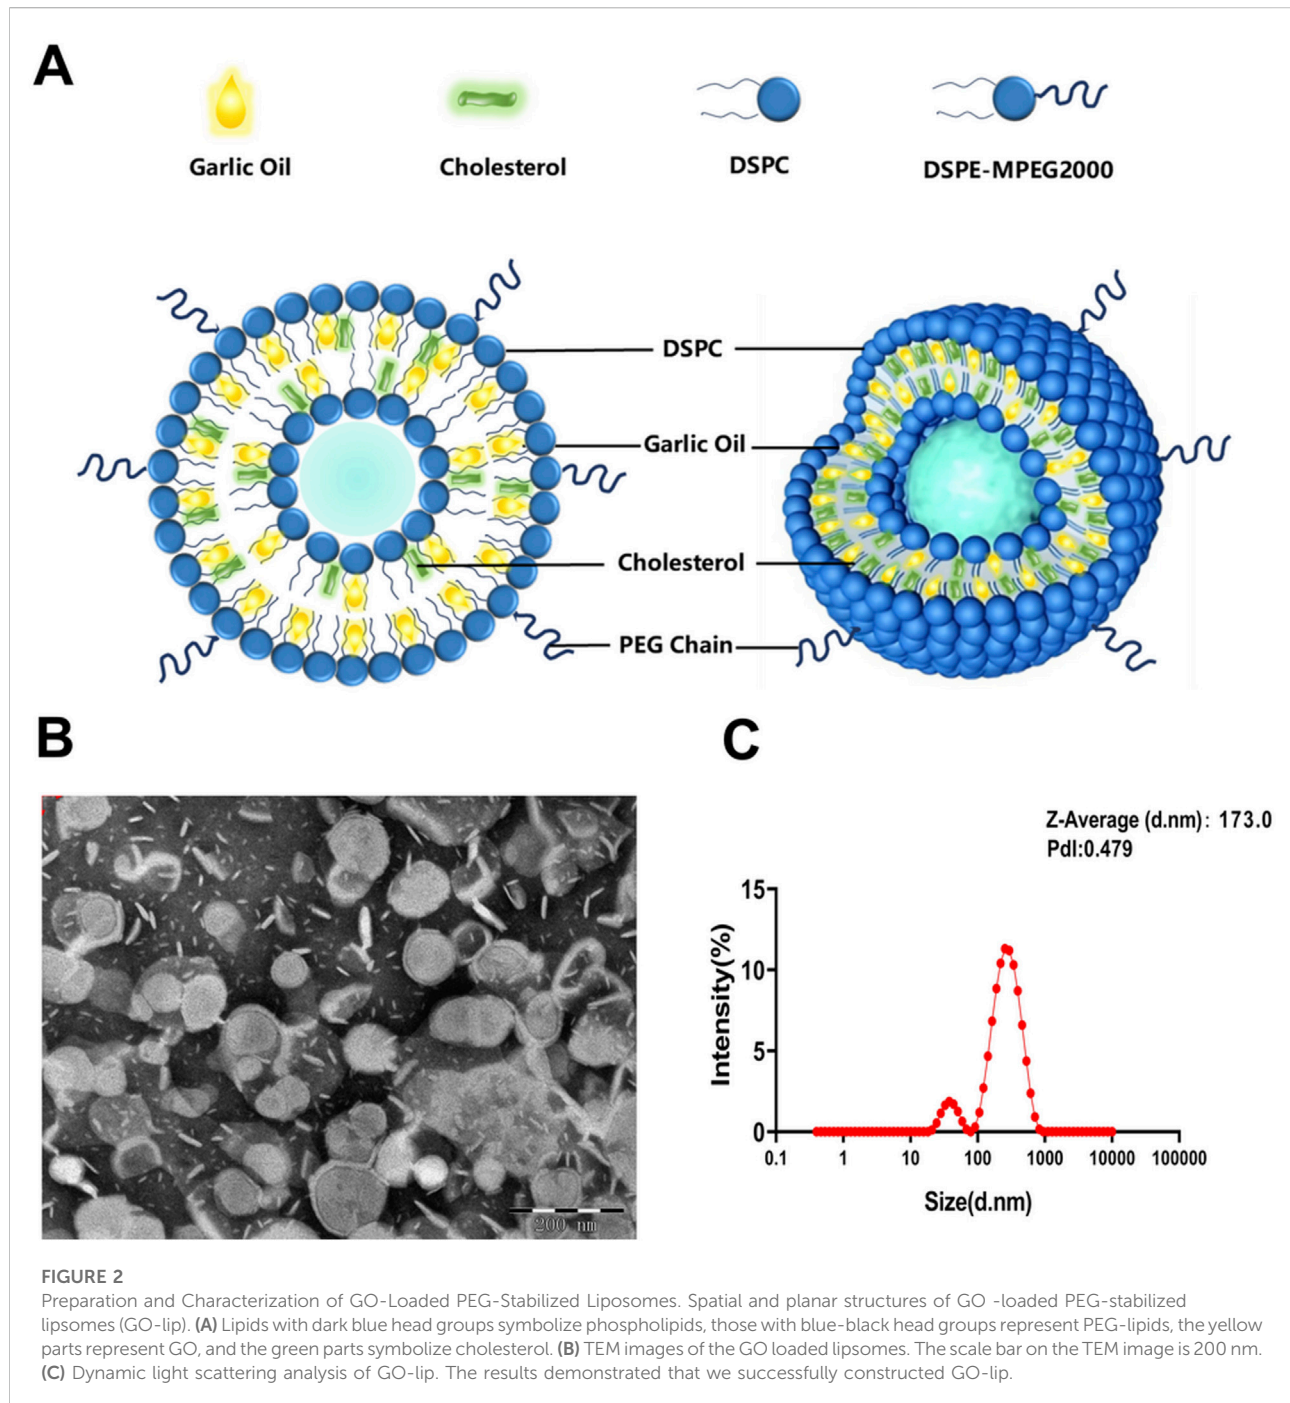 A
Garlic Oil
Cholesterol
DSPC
DSPE-MPEG2000
DSPC
Garlic Oil
Cholesterol
PEG Chain
B
200 nm
C
Z-Average (d.nm): 173.0
PdI:0.479
15
10
5
0
Intensity(%)
0.1 1 10 100 1000 10000 100000
Size(d.nm)
FIGURE 2
Preparation and Characterization of GO-Loaded PEG-Stabilized Liposomes. Spatial and planar structures of GO -loaded PEG-stabilized
lipsomes (GO-lip). (A) Lipids with dark blue head groups symbolize phospholipids, those with blue-black head groups represent PEG-lipids, the yellow
parts represent GO, and the green parts symbolize cholesterol. (B) TEM images of the GO loaded lipsomes. The scale bar on the TEM image is 200 nm.
(C) Dynamic light scattering analysis of GO-lip. The results demonstrated that we successfully constructed GO-lip.